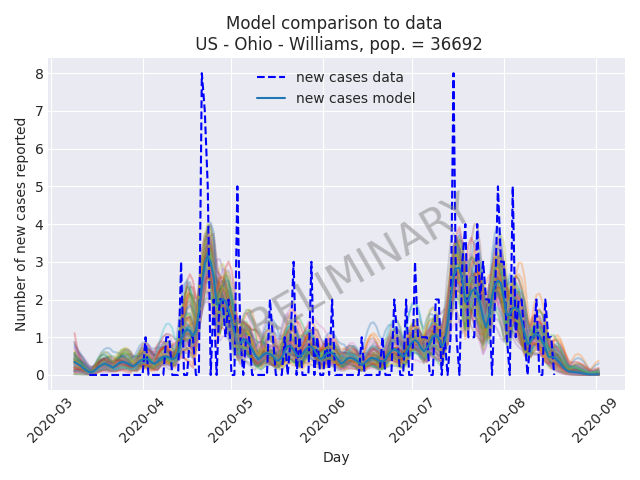 Model comparison to data
US - Ohio - Williams, pop. = 36692
new cases data
new cases model
Number of new cases reported
8
7
6
5
4
3
2
1
0
PRELIMINARY
2020-03
2020-04
2020-05
2020-06
2020-07
2020-08
2020-09
Day